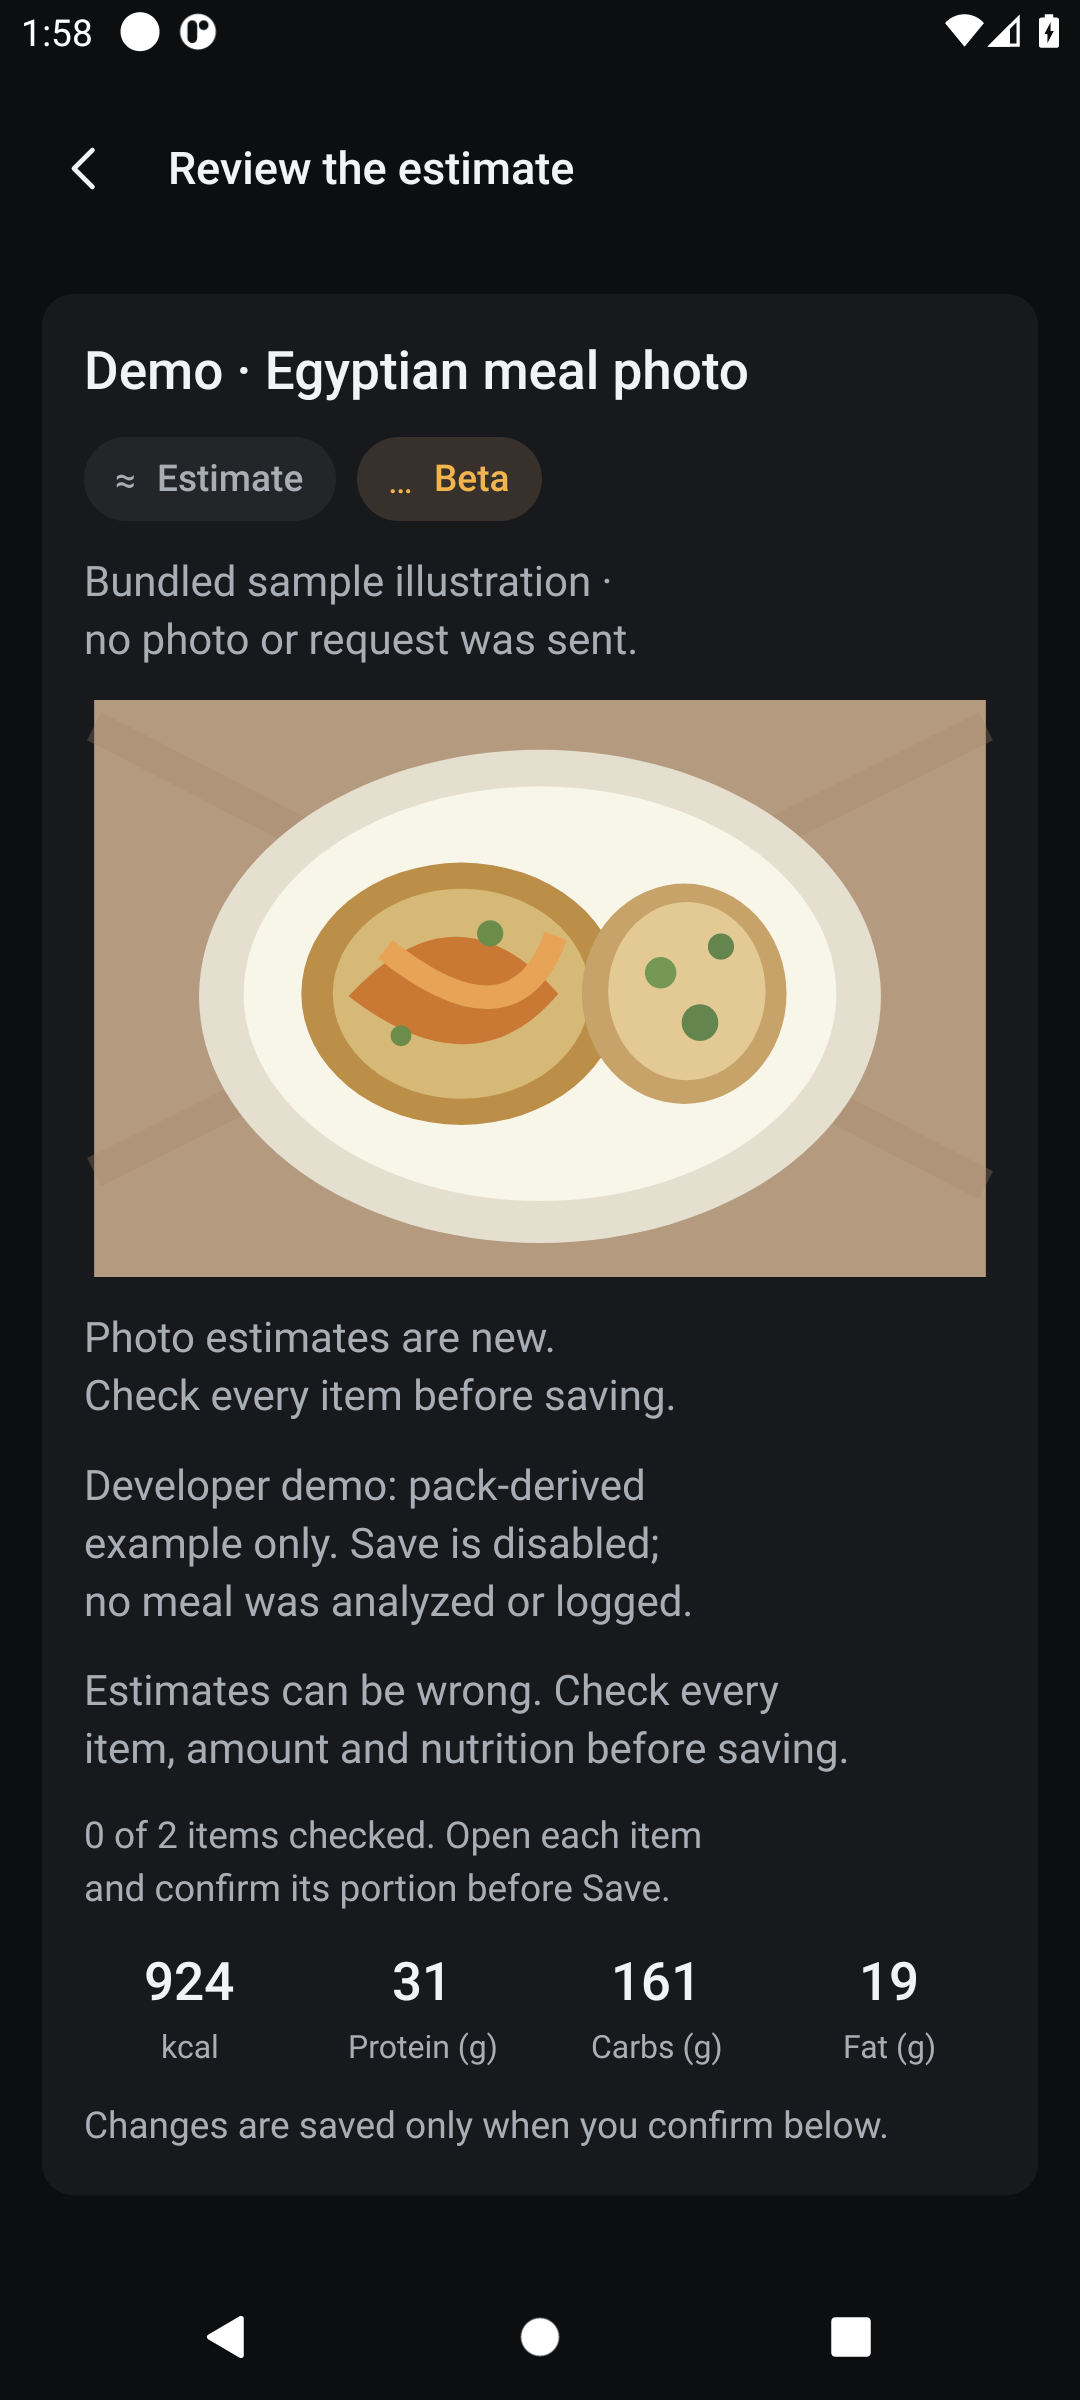 1:58
Review the estimate
Demo · Egyptian meal photo
≈ Estimate
… Beta
Bundled sample illustration ·
no photo or request was sent.
Photo estimates are new.
Check every item before saving.
Developer demo: pack-derived
example only. Save is disabled;
no meal was analyzed or logged.
Estimates can be wrong. Check every
item, amount and nutrition before saving.
0 of 2 items checked. Open each item
and confirm its portion before Save.
924 31 161 19
kcal Protein (g) Carbs (g) Fat (g)
Changes are saved only when you confirm below.